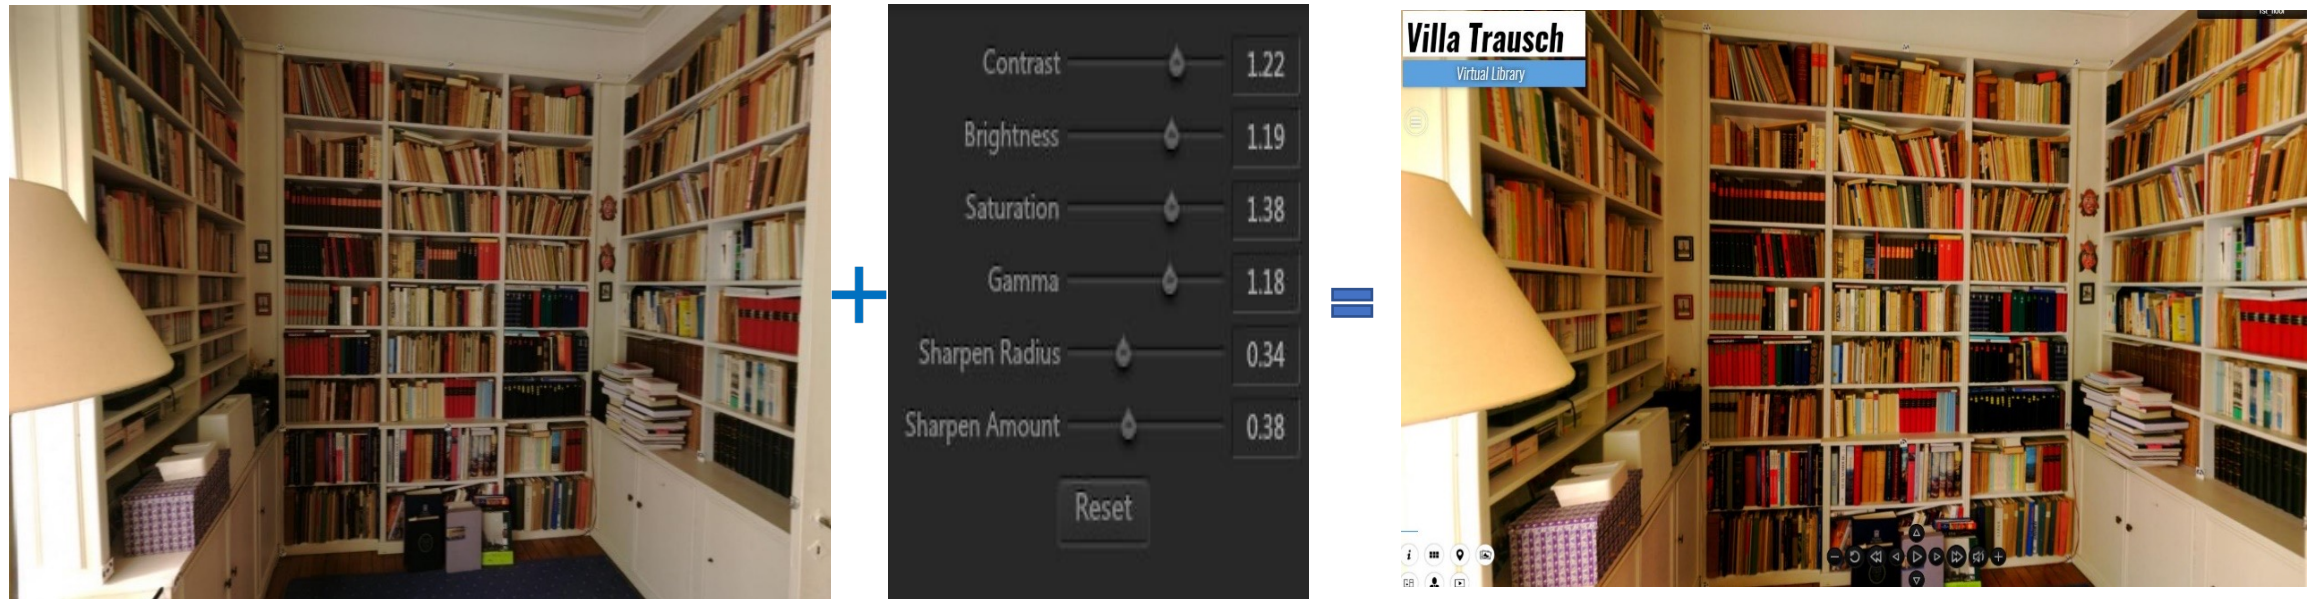 Contrast 1.22
Brightness 1.19
Saturation 1.38
Gamma 1.18
Sharpen Radius 0.34
Sharpen Amount 0.38
Reset
Villa Trausch
Virtual Library